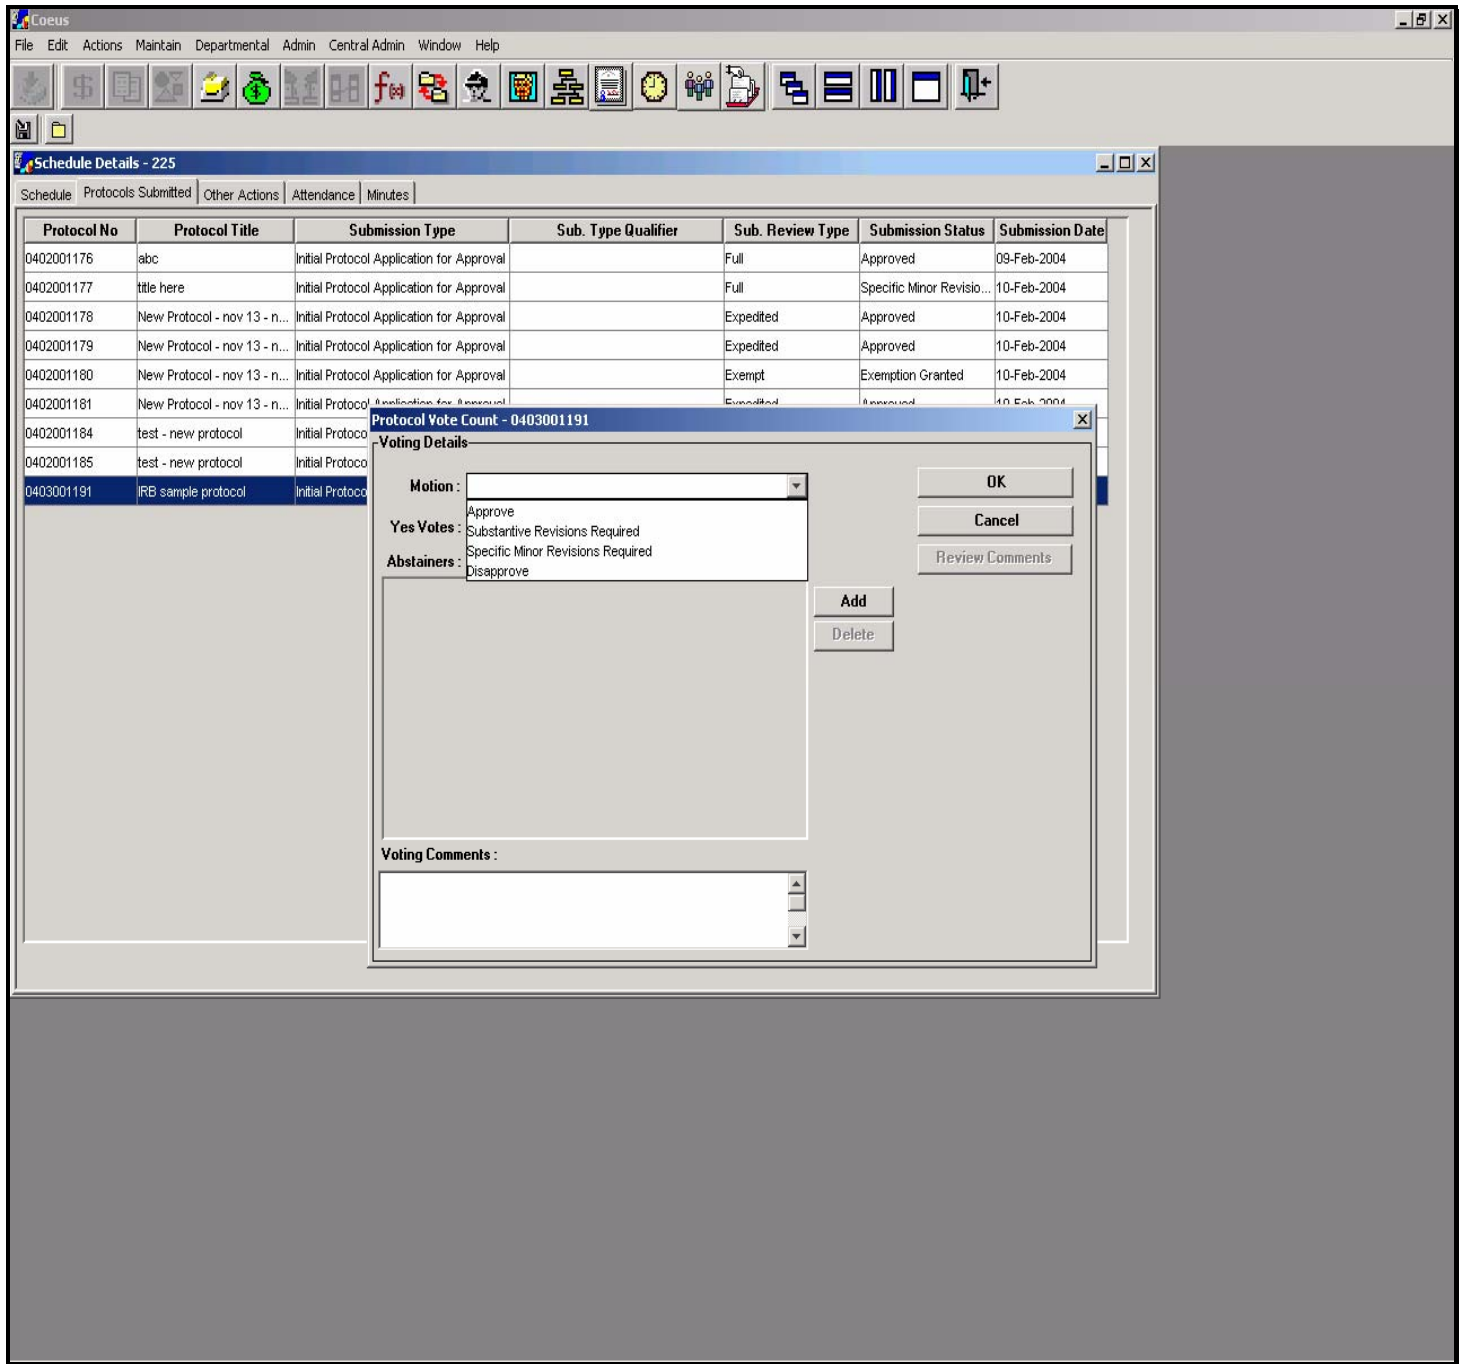 Coeus
File Edit Actions Maintain Departmental Admin Central Admin Window Help
Schedule Details - 225
Schedule Protocols Submitted Other Actions Attendance Minutes
Protocol No Protocol Title Submission Type Sub. Type Qualifier Sub. Review Type Submission Status Submission Date
0402001176 abc Initial Protocol Application for Approval Full Approved 09-Feb-2004
0402001177 title here Initial Protocol Application for Approval Full Specific Minor Revisio... 10-Feb-2004
0402001178 New Protocol - nov 13 - n... Initial Protocol Application for Approval Expedited Approved 10-Feb-2004
0402001179 New Protocol - nov 13 - n... Initial Protocol Application for Approval Expedited Approved 10-Feb-2004
0402001180 New Protocol - nov 13 - n... Initial Protocol Application for Approval Exempt Exemption Granted 10-Feb-2004
0402001181 New Protocol - nov 13 - n... Initial Protocol Application for Approval Expedited Approved 10-Feb-2004
0402001184 test - new protocol Initial Protoco
0402001185 test - new protocol Initial Protoco
0403001191 IRB sample protocol Initial Protoco
Protocol Vote Count - 0403001191
Voting Details
Motion :
OK
Approve
Yes Votes :
Substantive Revisions Required
Cancel
Specific Minor Revisions Required
Abstainers :
Disapprove
Review Comments
Add
Delete
Voting Comments :